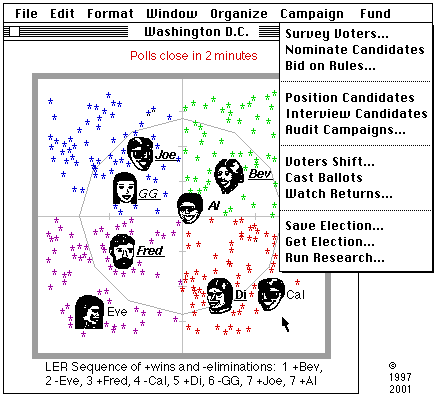 File Edit Format Window Organize Campaign Fund
Washington D.C.
Polls close in 2 minutes
Survey Voters...
Nominate Candidates
Bid on Rules...
Position Candidates
Interview Candidates
Audit Campaigns...
Voters Shift...
Cast Ballots
Watch Returns...
Save Election...
Get Election...
Run Research...
Joe
Bev
GG
Al
Fred
Di
Cal
Eve
LER Sequence of +wins and -eliminations: 1 +Bev,
2 -Eve, 3 +Fred, 4 -Cal, 5 +Di, 6 -GG, 7 +Joe, 7 +Al
©
1997
2001